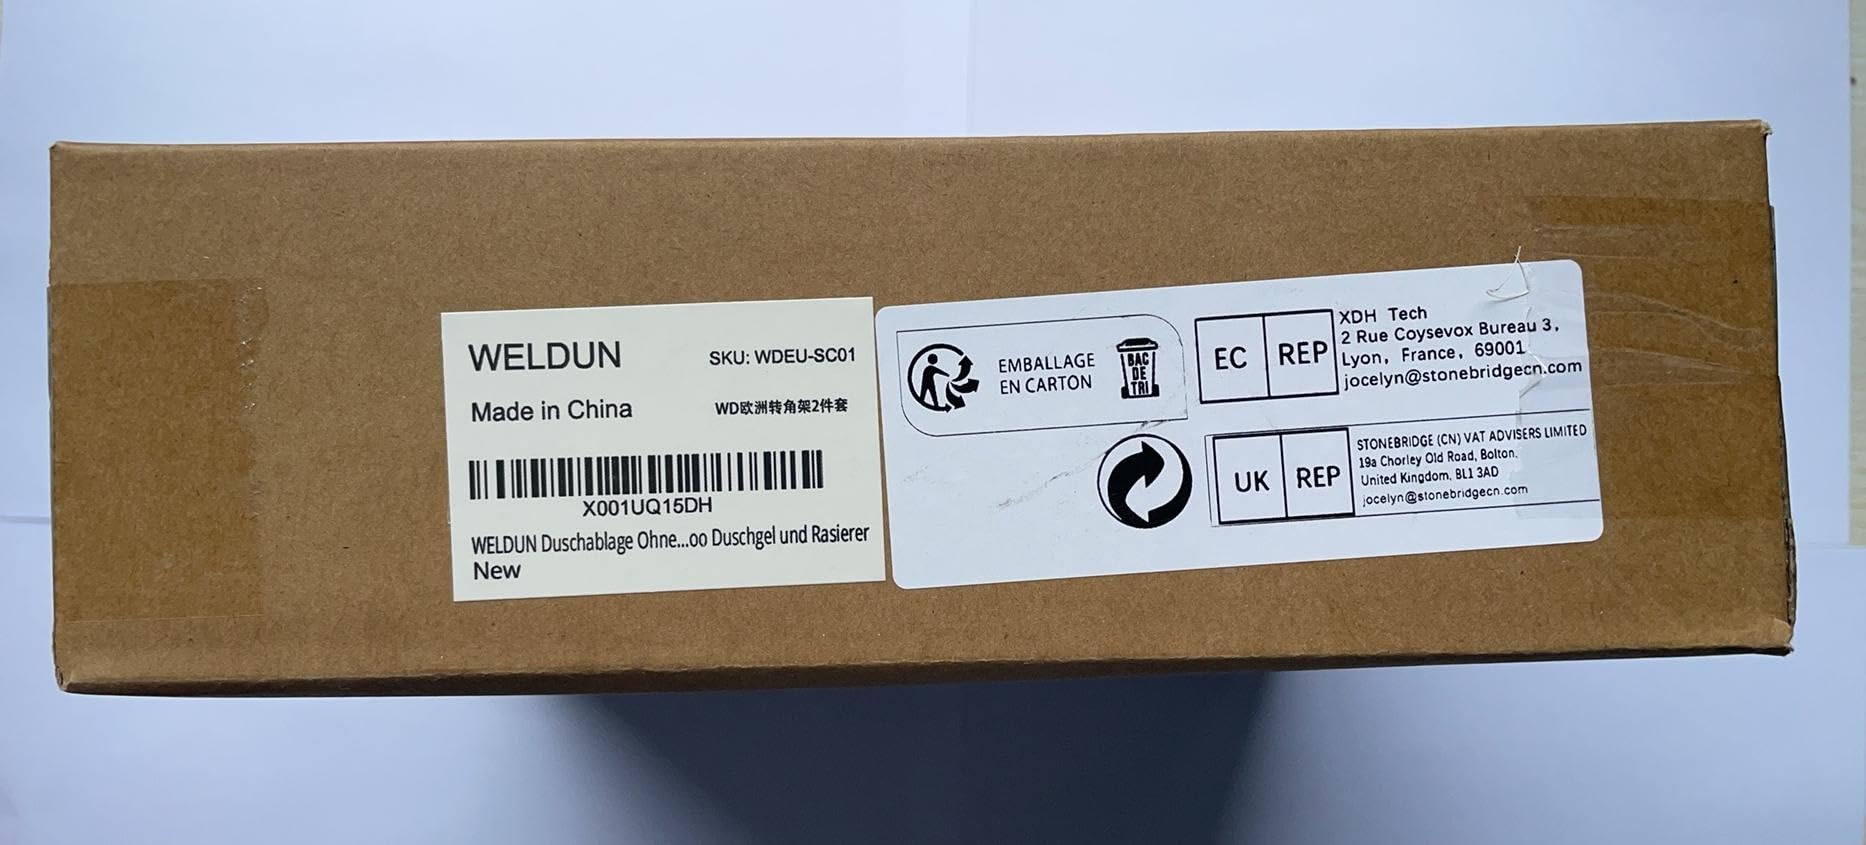 WELDUN
SKU: WDEU-SC01
Made in China
WD欧洲转角架2件套
X001UQ15DH
WELDUN Duschablage Ohne...oo Duschgel und Rasierer
New
EMBALLAGE
EN CARTON
BAC
DE
TRI
EC REP
XDH Tech
2 Rue Coysevox Bureau 3,
Lyon, France, 69001
jocelyn@stonebridgecn.com
UK REP
STONEBRIDGE (CN) VAT ADVISERS LIMITED
19a Chorley Old Road, Bolton,
United Kingdom, BL1 3AD
jocelyn@stonebridgecn.com